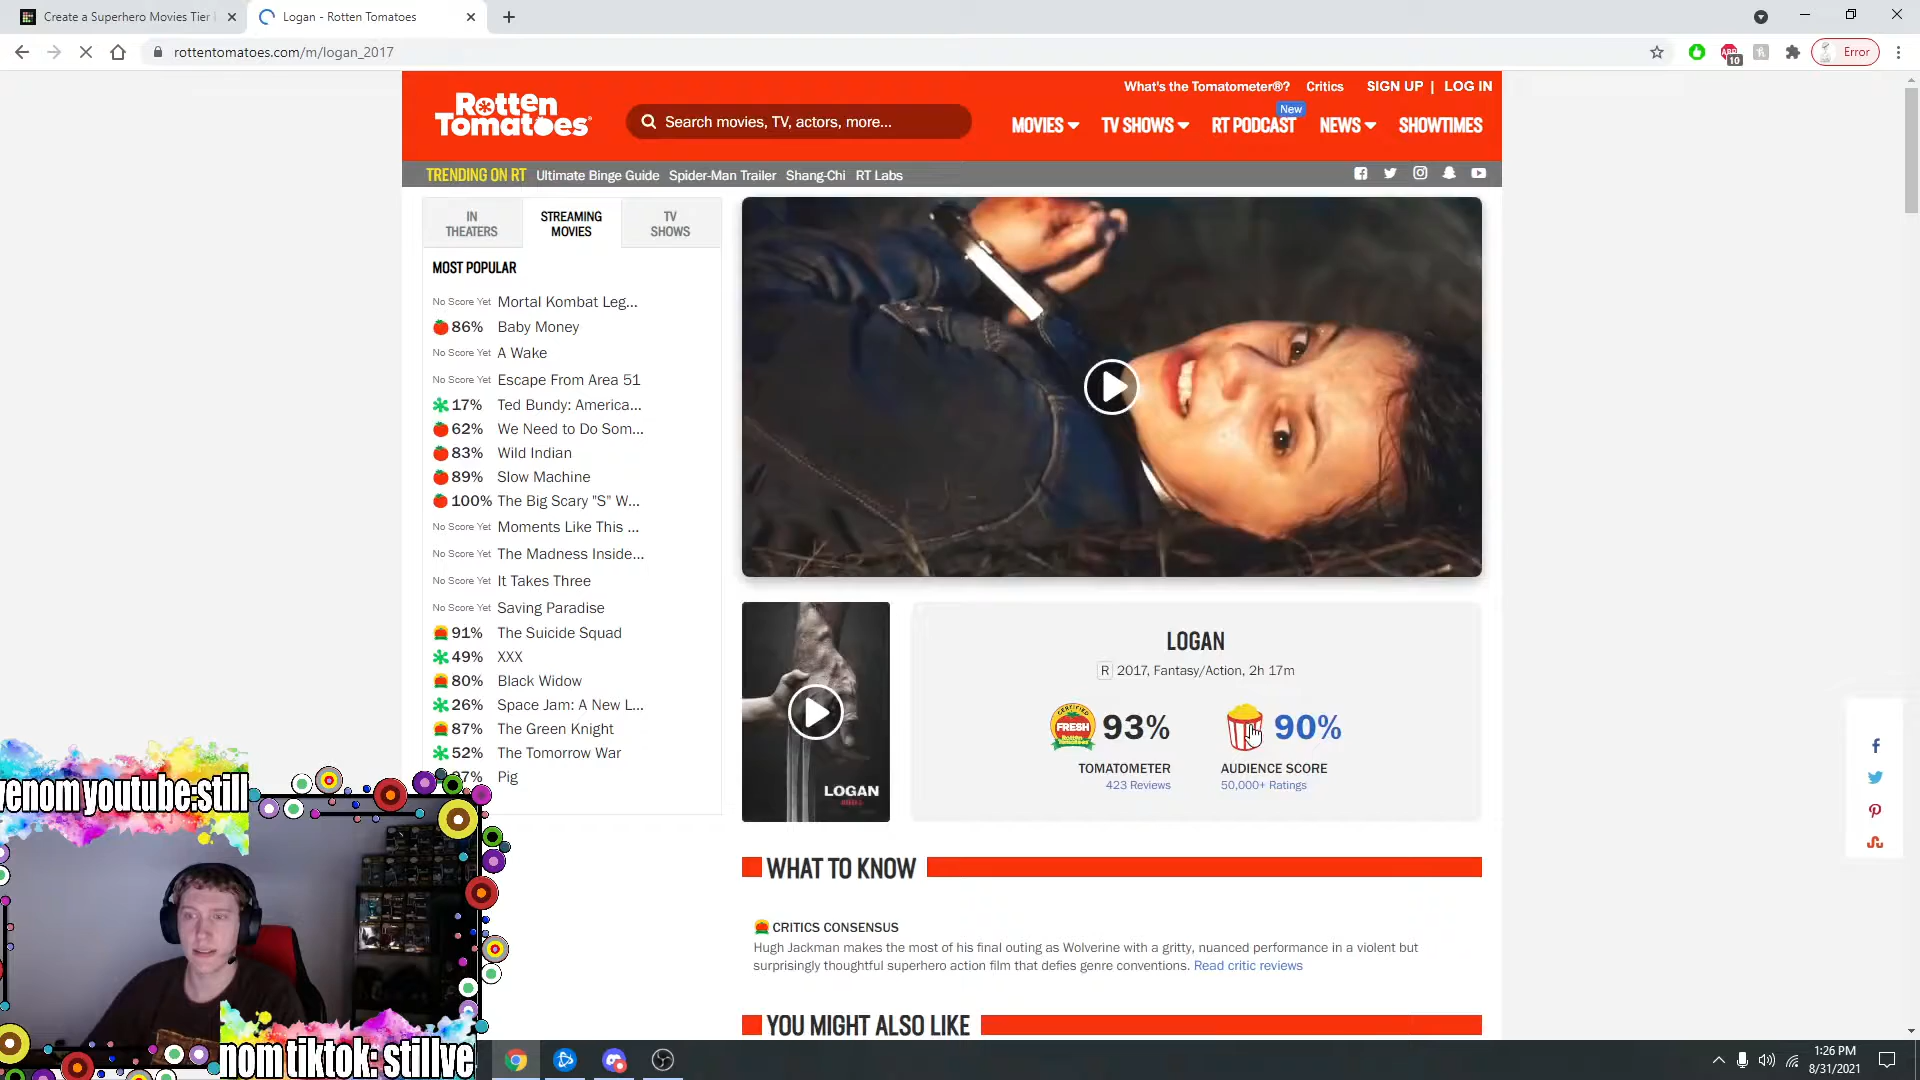 Create a Superhero Movies Tier
Logan - Rotten Tomatoes
rottentomatoes.com/m/logan_2017
ABP
10
Error
What's the Tomatometer®?
Critics
SIGN UP | LOG IN
Rotten
Tomatoes
Search movies, TV, actors, more...
New
MOVIES
TV SHOWS
RT PODCAST
NEWS
SHOWTIMES
TRENDING ON RT
Ultimate Binge Guide
Spider-Man Trailer
Shang-Chi
RT Labs
IN
THEATERS
STREAMING
MOVIES
TV
SHOWS
MOST POPULAR
No Score Yet Mortal Kombat Leg...
86% Baby Money
No Score Yet A Wake
No Score Yet Escape From Area 51
17% Ted Bundy: America...
62% We Need to Do Som...
83% Wild Indian
89% Slow Machine
100% The Big Scary "S" W...
No Score Yet Moments Like This ...
No Score Yet The Madness Inside...
No Score Yet It Takes Three
No Score Yet Saving Paradise
91% The Suicide Squad
49% XXX
80% Black Widow
26% Space Jam: A New L...
87% The Green Knight
52% The Tomorrow War
Pig
LOGAN
LOGAN
R 2017, Fantasy/Action, 2h 17m
CERTIFIED
FRESH
Rotten
Tomatoes
93%
90%
TOMATOMETER
423 Reviews
AUDIENCE SCORE
50,000+ Ratings
WHAT TO KNOW
CRITICS CONSENSUS
Hugh Jackman makes the most of his final outing as Wolverine with a gritty, nuanced performance in a violent but
surprisingly thoughtful superhero action film that defies genre conventions. Read critic reviews
YOU MIGHT ALSO LIKE
venom youtube:still
nom tiktok: stillve
1:26 PM
8/31/2021